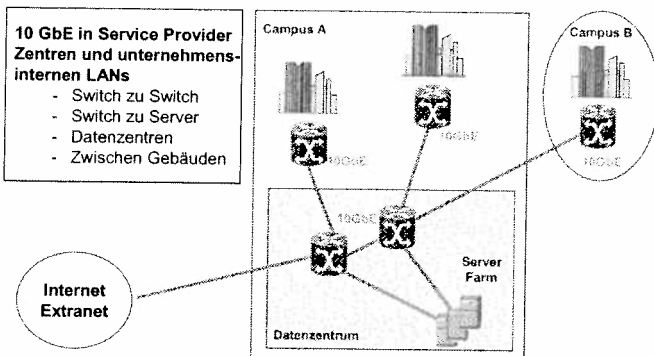 10 GbE in Service Provider
Zentren und unternehmens-
internen LANs
- Switch zu Switch
- Switch zu Server
- Datenzentren
- Zwischen Gebäuden
Campus A
Campus B
10GbE
10GbE
10GbE
10GbE
Internet
Extranet
Server
Farm
Datenzentrum